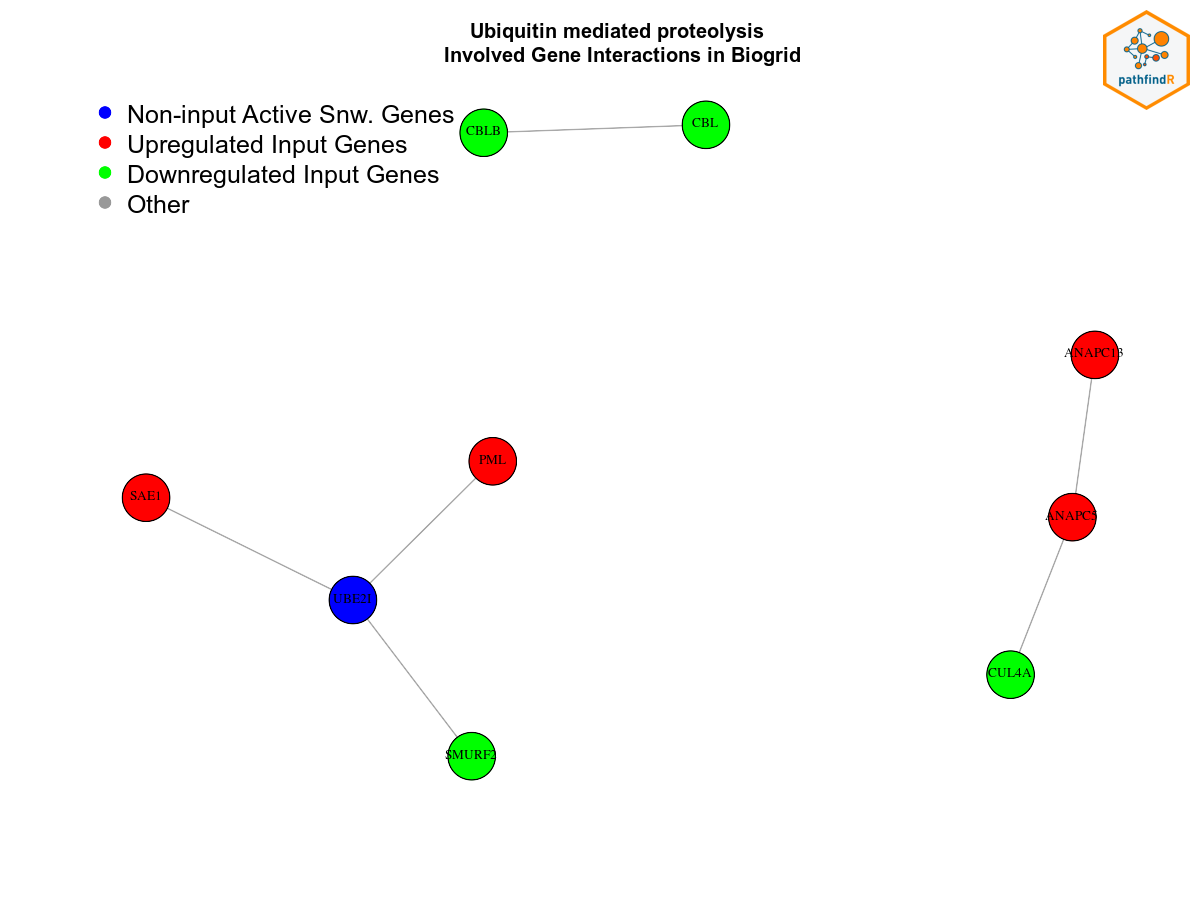 Ubiquitin mediated proteolysis
Involved Gene Interactions in Biogrid
pathfindR
Non-input Active Snw. Genes
Upregulated Input Genes
Downregulated Input Genes
Other
CBLB
CBL
ANAPC13
PML
SAE1
ANAPC5
UBE2I
CUL4A
SMURF2